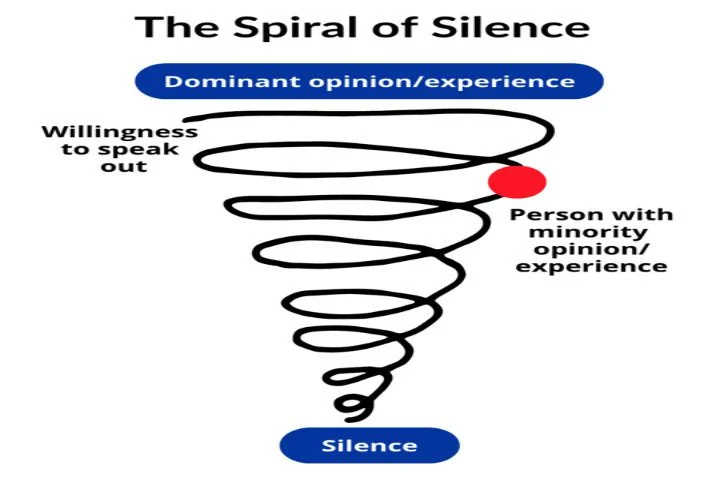 The Spiral of Silence
Dominant opinion/experience
Willingness
to speak
out
Person with
minority
opinion/
experience
Silence